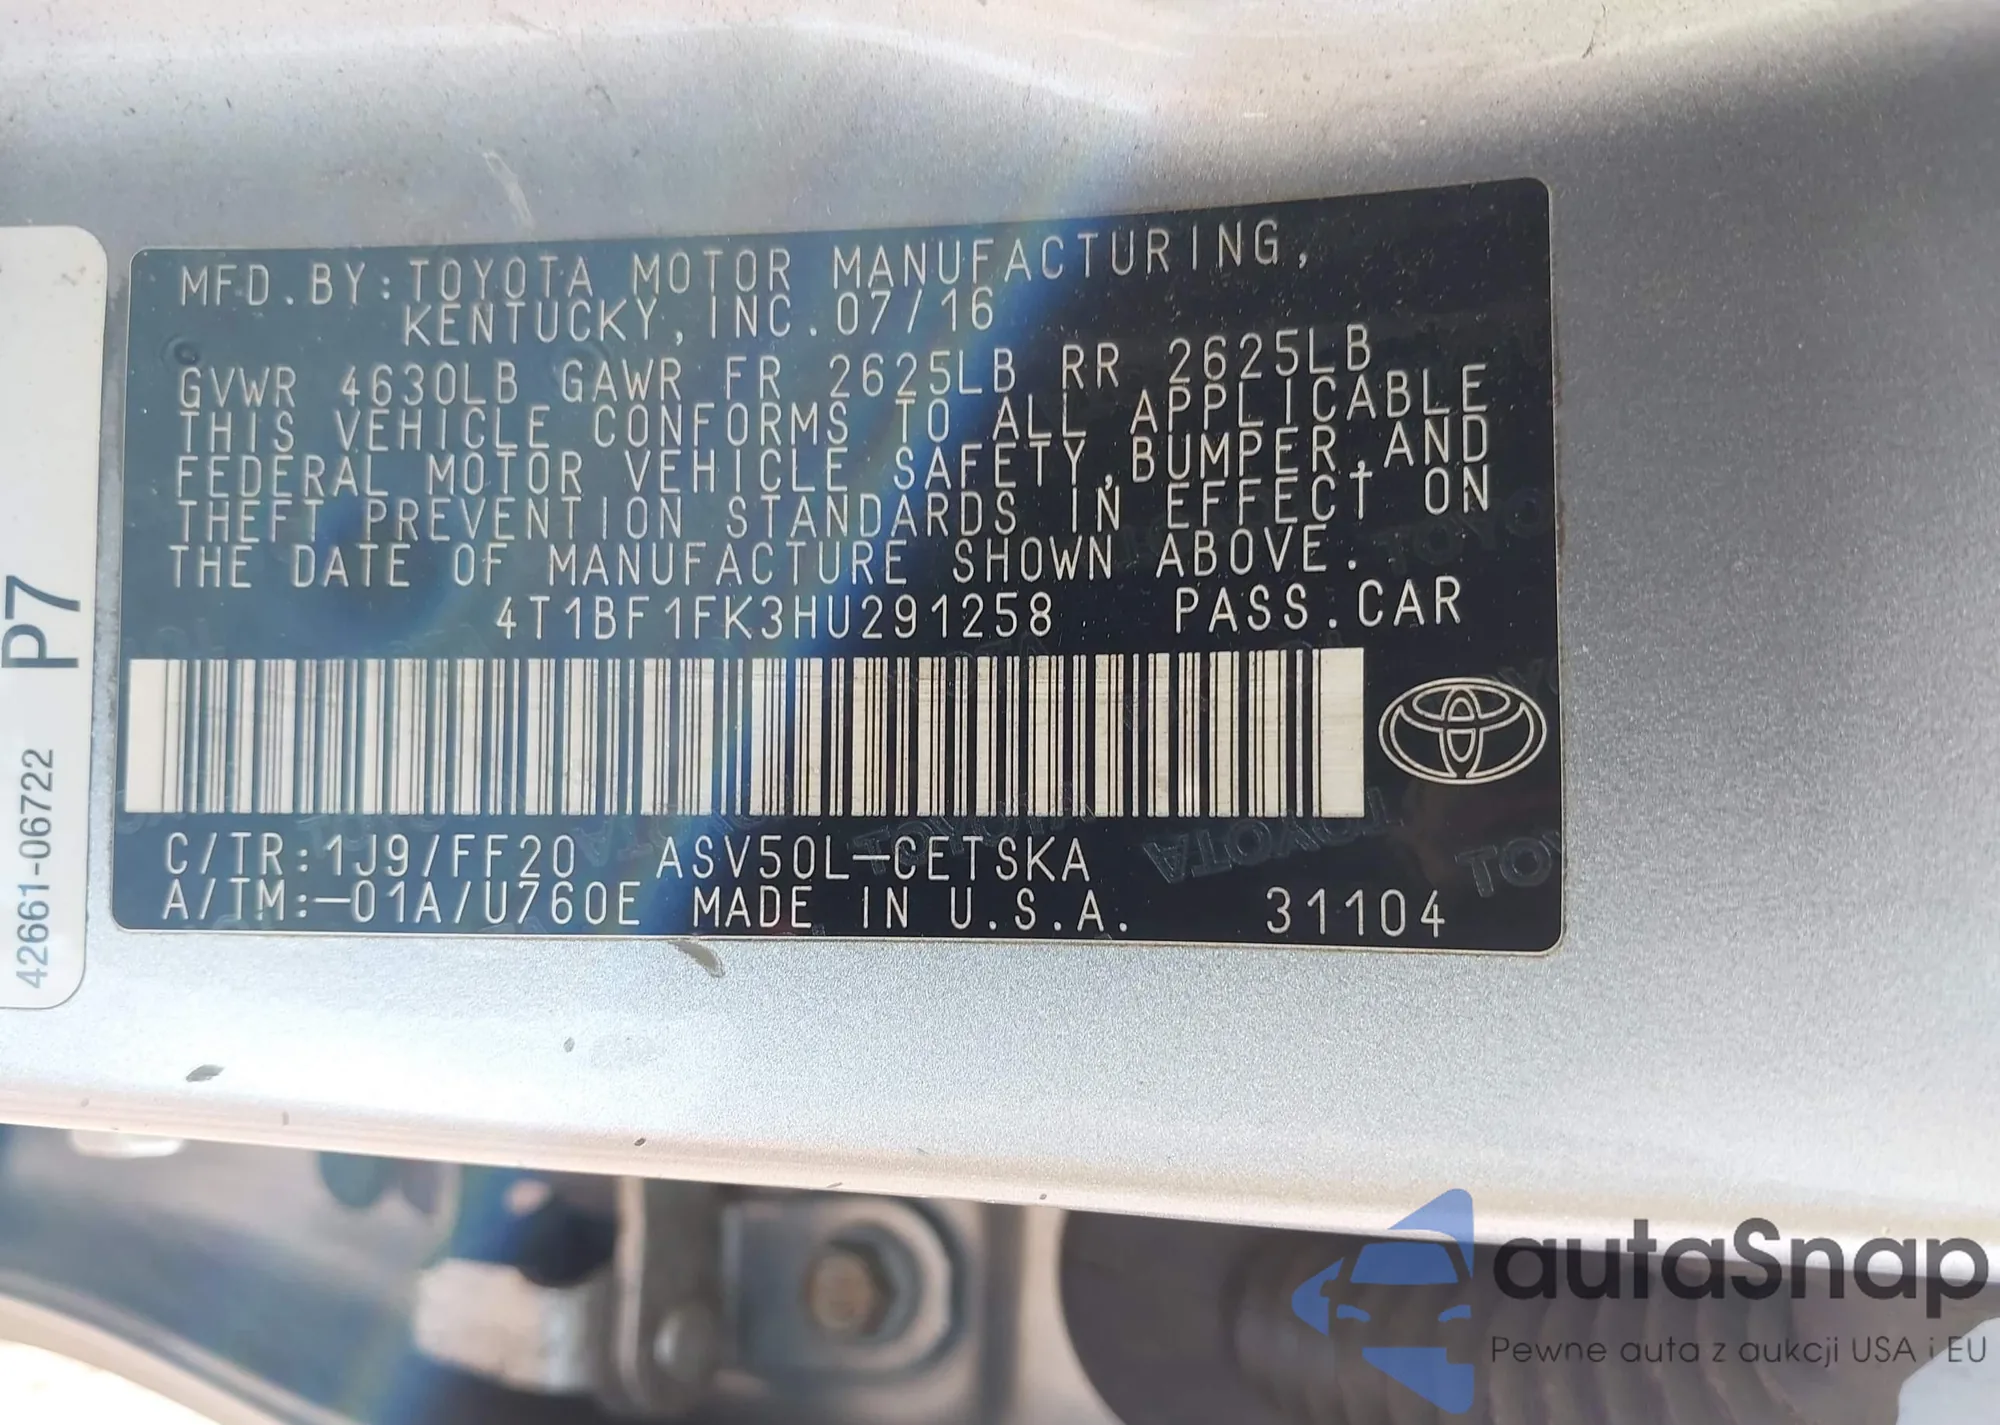 MFD.BY:TOYOTA MOTOR MANUFACTURING,
KENTUCKY, INC. 07/16
GVWR 4630LB GAWR FR 2625LB RR 2625LB
THIS VEHICLE CONFORMS TO ALL APPLICABLE
FEDERAL MOTOR VEHICLE SAFETY,BUMPER,AND
THEFT PREVENTION STANDARDS IN EFFECT ON
THE DATE OF MANUFACTURE SHOWN ABOVE.
4T1BF1FK3HU291258 PASS.CAR
C/TR:1J9/FF20 ASV50L-CETSKA
A/TM:-01A/U760E MADE IN U.S.A. 31104
P7
42661-06722
autaSnap
Pewne auta z aukcji USA i EU